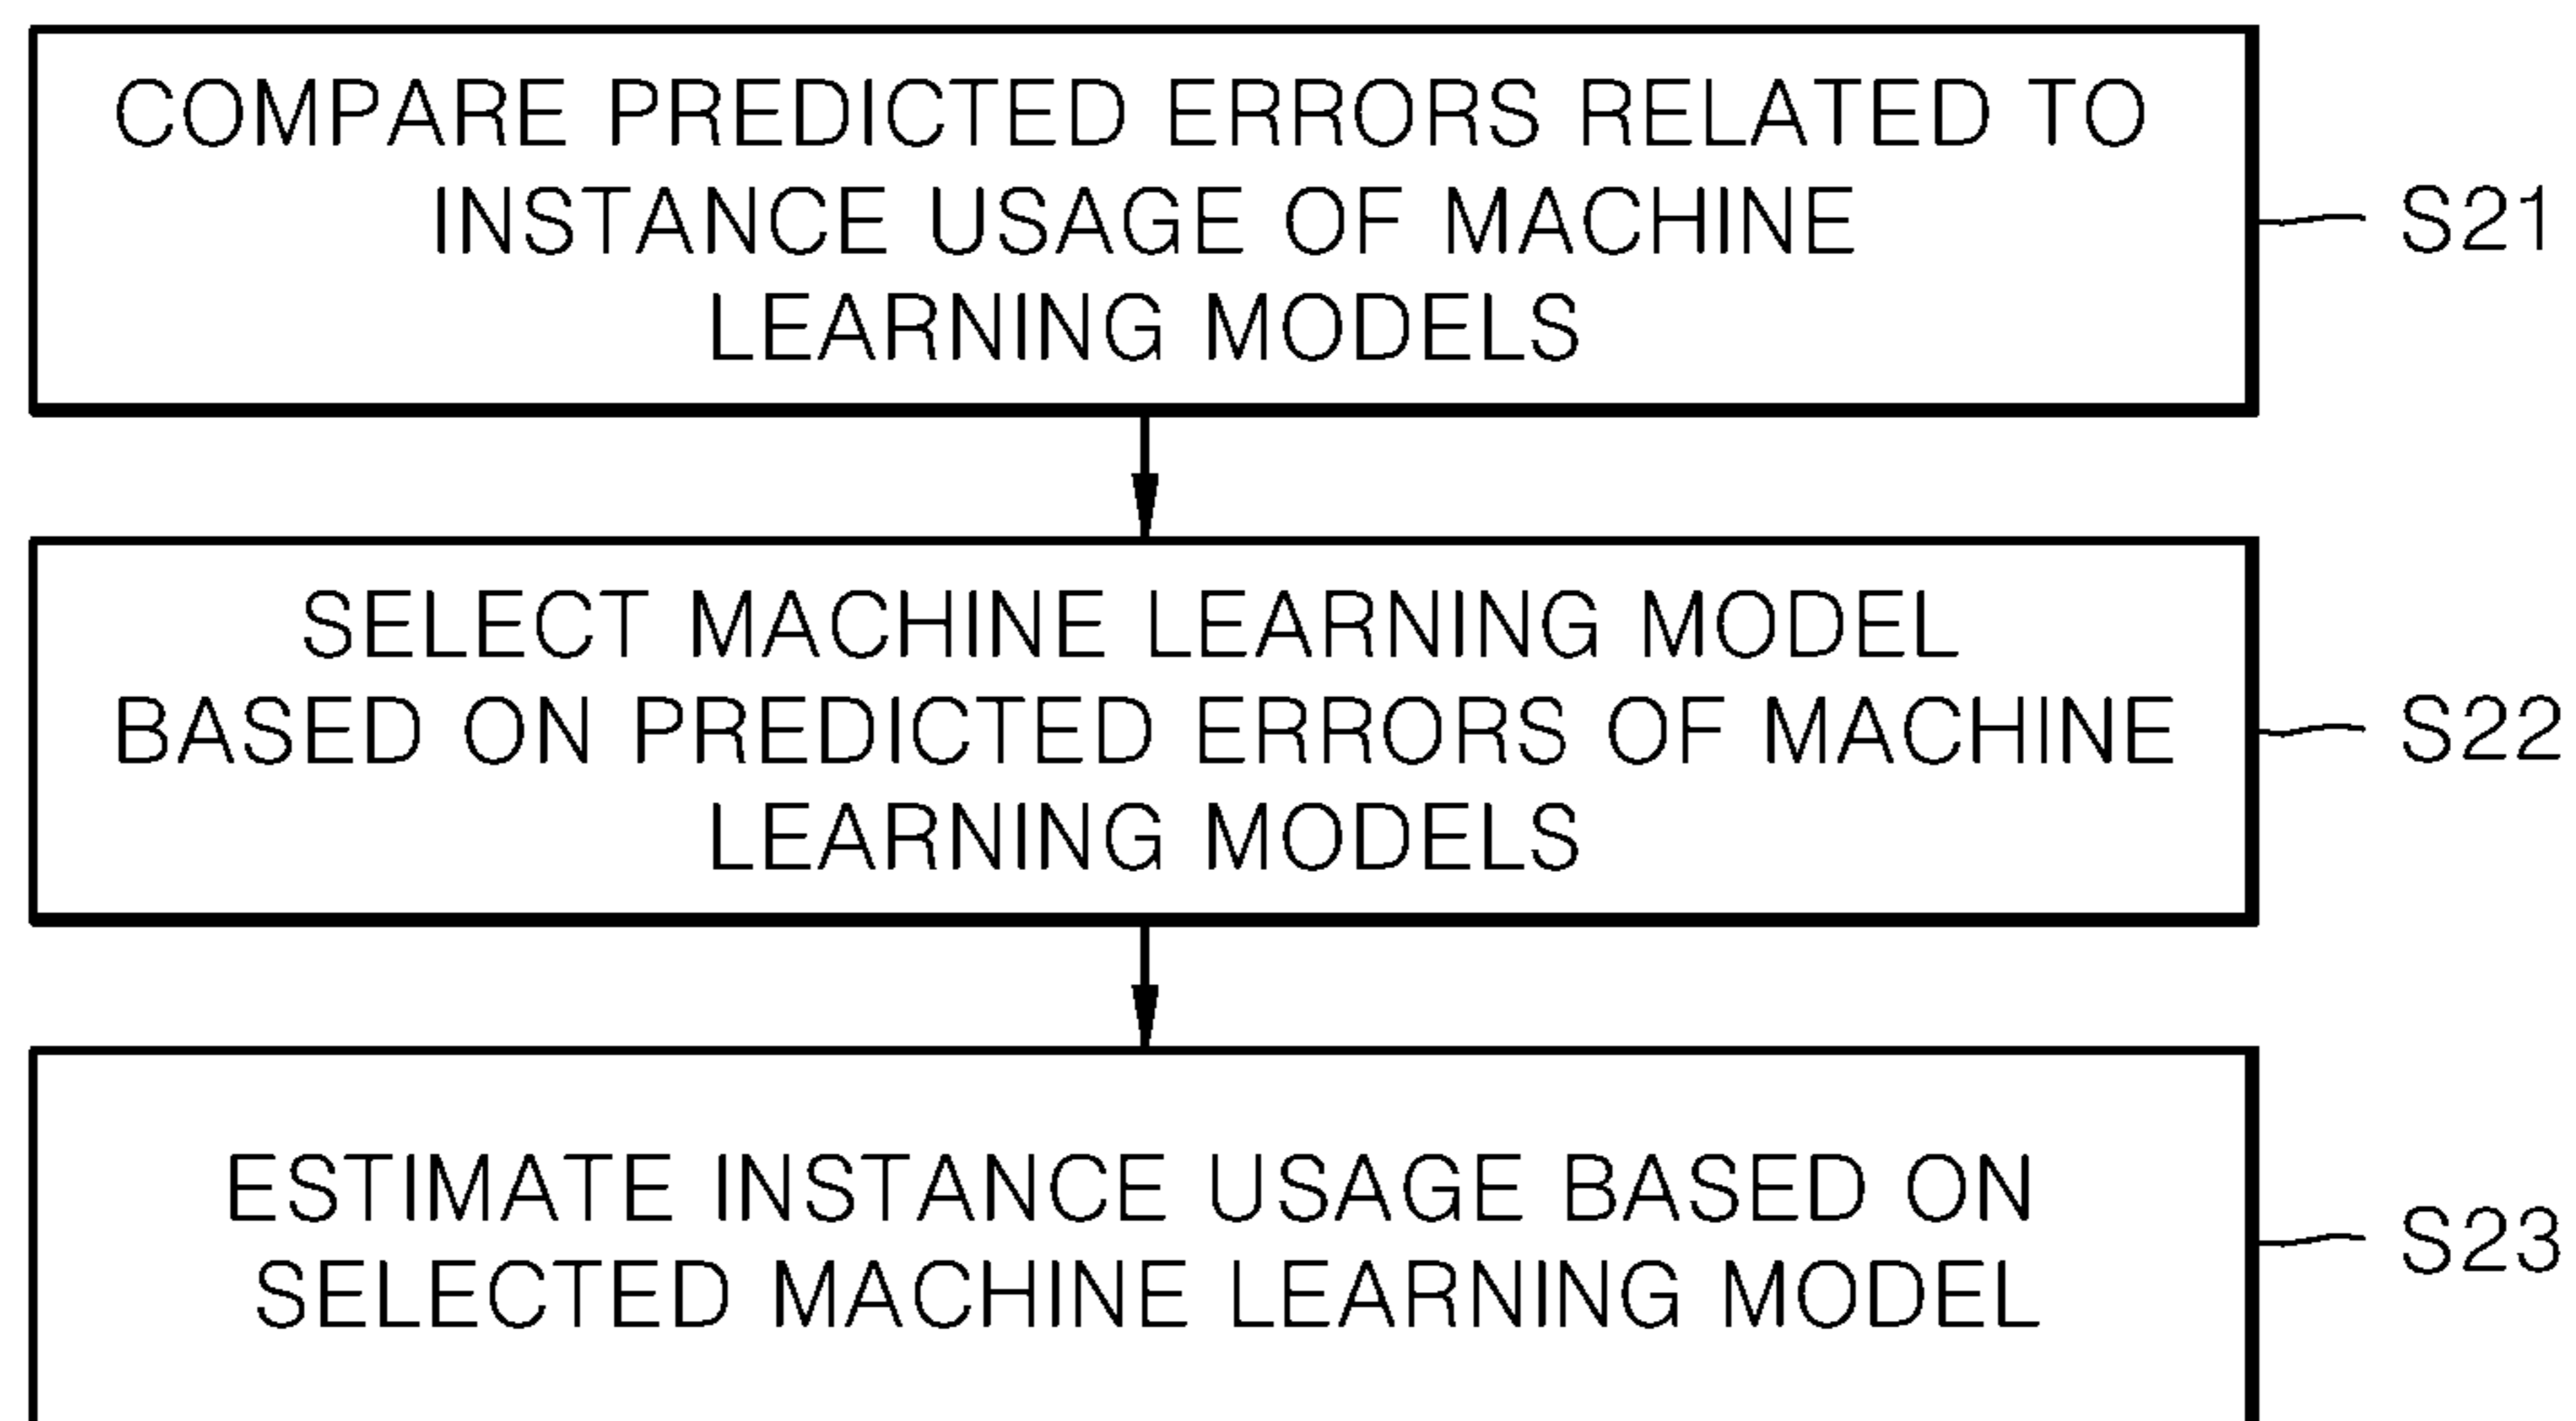 COMPARE PREDICTED ERRORS RELATED TO
INSTANCE USAGE OF MACHINE
LEARNING MODELS
S21
SELECT MACHINE LEARNING MODEL
BASED ON PREDICTED ERRORS OF MACHINE
LEARNING MODELS
S22
ESTIMATE INSTANCE USAGE BASED ON
SELECTED MACHINE LEARNING MODEL
S23